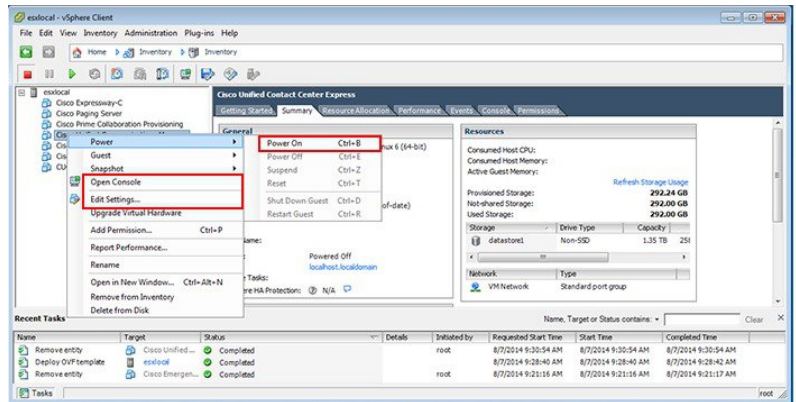 esxlocal - vSphere Client
File Edit View Inventory Administration Plug-ins Help
Home Inventory Inventory
esxlocal
Cisco Expressway-C
Cisco Paging Server
Cisco Prime Collaboration Provisioning
Cisco Unified Contact Center Express
Getting Started Summary Resource Allocation Performance Events Console Permissions
General
Power
Guest
Snapshot
Open Console
Edit Settings...
Upgrade Virtual Hardware
Add Permission... Ctrl+P
Report Performance...
Rename
Open in New Window... Ctrl+Alt+N
Remove from Inventory
Delete from Disk
Power On Ctrl+B
Power Off Ctrl+E
Suspend Ctrl+Z
Reset Ctrl+T
Shut Down Guest Ctrl+D
Restart Guest Ctrl+R
nux 6 (64-bit)
of-date)
Powered Off
localhost.localdomain
Tasks:
ere HA Protection: N/A
Resources
Consumed Host CPU:
Consumed Host Memory:
Active Guest Memory:
Refresh Storage Usage
Provisioned Storage: 292.24 GB
Not-shared Storage: 292.00 GB
Used Storage: 292.00 GB
Storage Drive Type Capacity
datastore1 Non-SSD 1.35 TB 251
Network Type
VM Network Standard port group
Recent Tasks
Name, Target or Status contains: Clear
Name Target Status Details Initiated by Requested Start Time Start Time Completed Time
Remove entity Cisco Unified ... Completed root 8/7/2014 9:30:54 AM 8/7/2014 9:30:54 AM 8/7/2014 9:30:54 AM
Deploy OVF template esxlocal Completed 8/7/2014 9:28:40 AM 8/7/2014 9:28:40 AM 8/7/2014 9:28:42 AM
Remove entity Cisco Emergen... Completed root 8/7/2014 9:21:16 AM 8/7/2014 9:21:16 AM 8/7/2014 9:21:17 AM
Tasks root